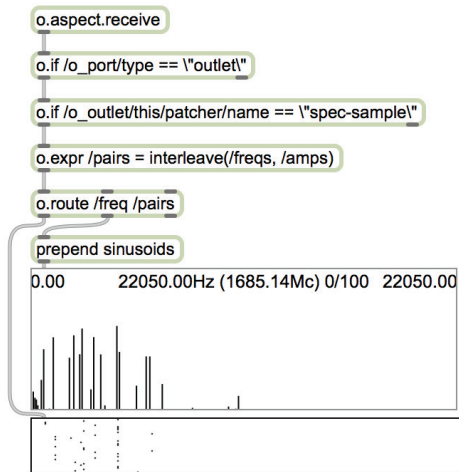 o.aspect.receive
o.if /o_port/type == \"outlet\"
o.if /o_outlet/this/patcher/name == \"spec-sample\"
o.expr /pairs = interleave(/freqs, /amps)
o.route /freq /pairs
prepend sinusoids
0.00 22050.00Hz (1685.14Mc) 0/100 22050.00